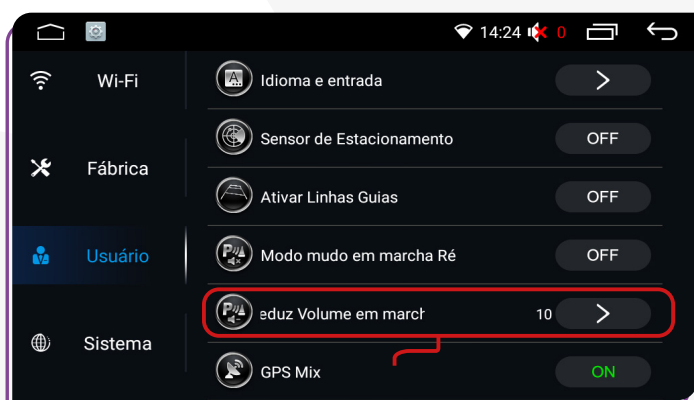 14:24 0
Wi-Fi
Fábrica
Usuário
Sistema
Idioma e entrada
Sensor de Estacionamento OFF
Ativar Linhas Guias OFF
Modo mudo em marcha Ré OFF
eduz Volume em marcl 10
GPS Mix ON